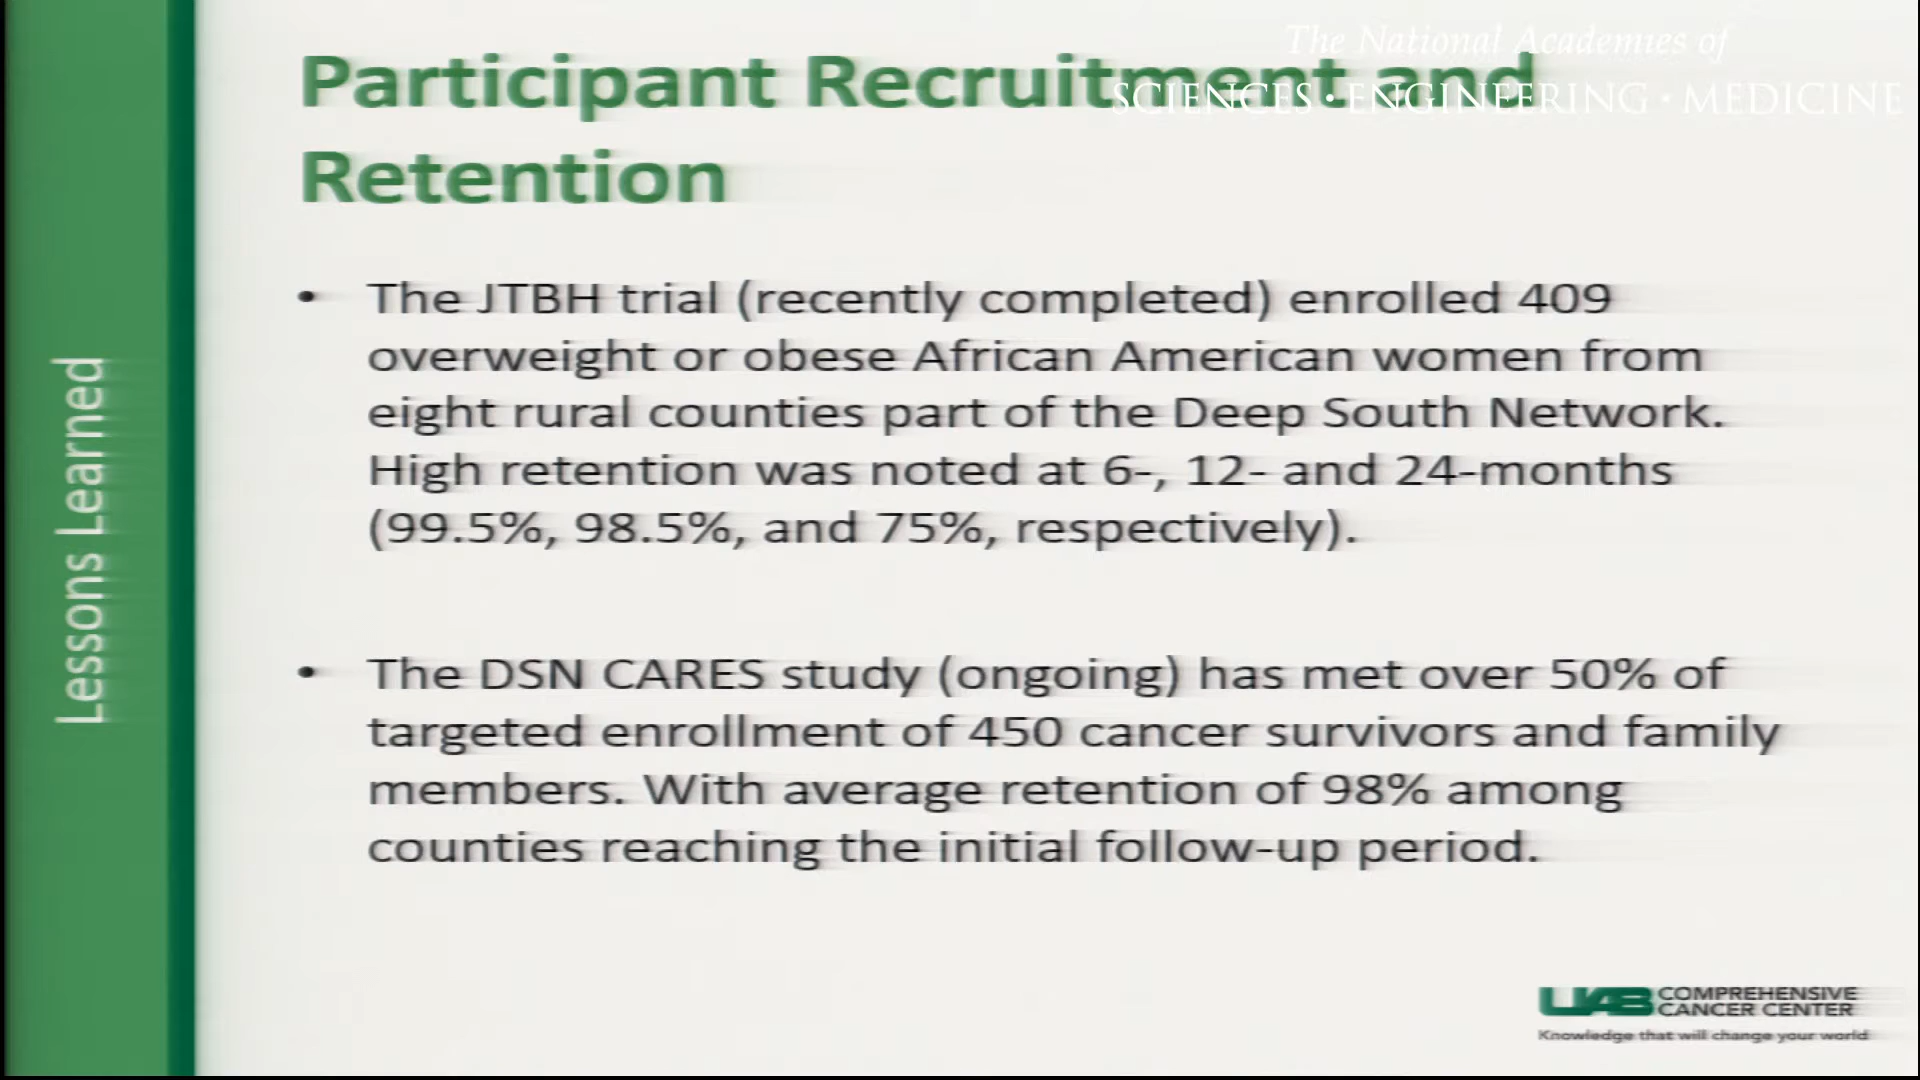 The National Academies of
SCIENCES • ENGINEERING • MEDICINE
Participant Recruitment and
Retention
Lessons Learned
• The JTBH trial (recently completed) enrolled 409
overweight or obese African American women from
eight rural counties part of the Deep South Network.
High retention was noted at 6-, 12- and 24-months
(99.5%, 98.5%, and 75%, respectively).
• The DSN CARES study (ongoing) has met over 50% of
targeted enrollment of 450 cancer survivors and family
members. With average retention of 98% among
counties reaching the initial follow-up period.
UAB COMPREHENSIVE
CANCER CENTER
Knowledge that will change your world